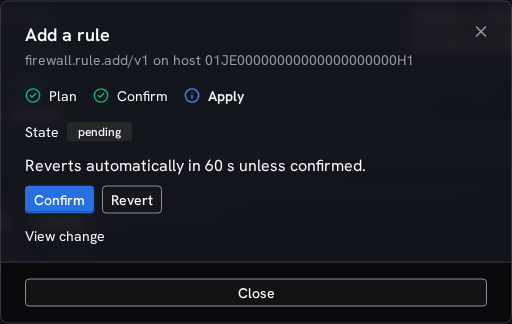 Add a rule
firewall.rule.add/v1 on host 01JE00000000000000000000H1
Plan Confirm Apply
State pending
Reverts automatically in 60 s unless confirmed.
Confirm Revert
View change
Close